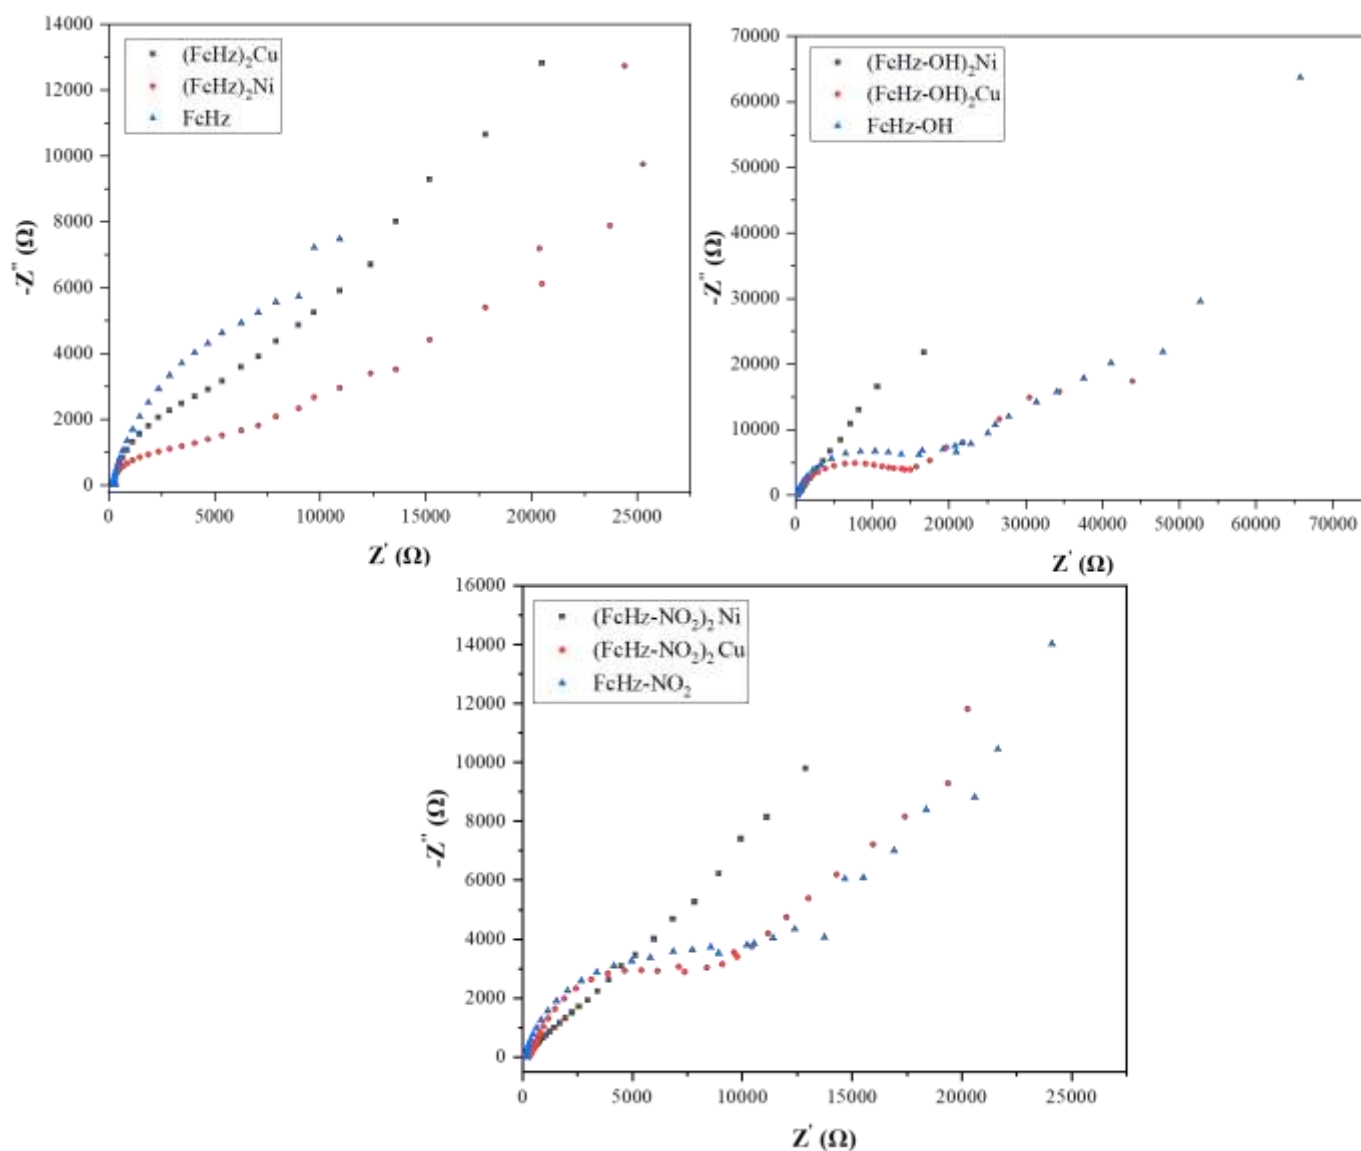 14000
12000
10000
8000
6000
4000
2000
0
-Z'' (Ω)
(FcHz)₂Cu
(FcHz)₂Ni
FcHz
0 5000 10000 15000 20000 25000
Z' (Ω)
70000
60000
50000
40000
30000
20000
10000
0
-Z'' (Ω)
(FcHz-OH)₂Ni
(FcHz-OH)₂Cu
FcHz-OH
0 10000 20000 30000 40000 50000 60000 70000
Z' (Ω)
16000
14000
12000
10000
8000
6000
4000
2000
0
-Z'' (Ω)
(FcHz-NO₂)₂ Ni
(FcHz-NO₂)₂ Cu
FcHz-NO₂
0 5000 10000 15000 20000 25000
Z' (Ω)